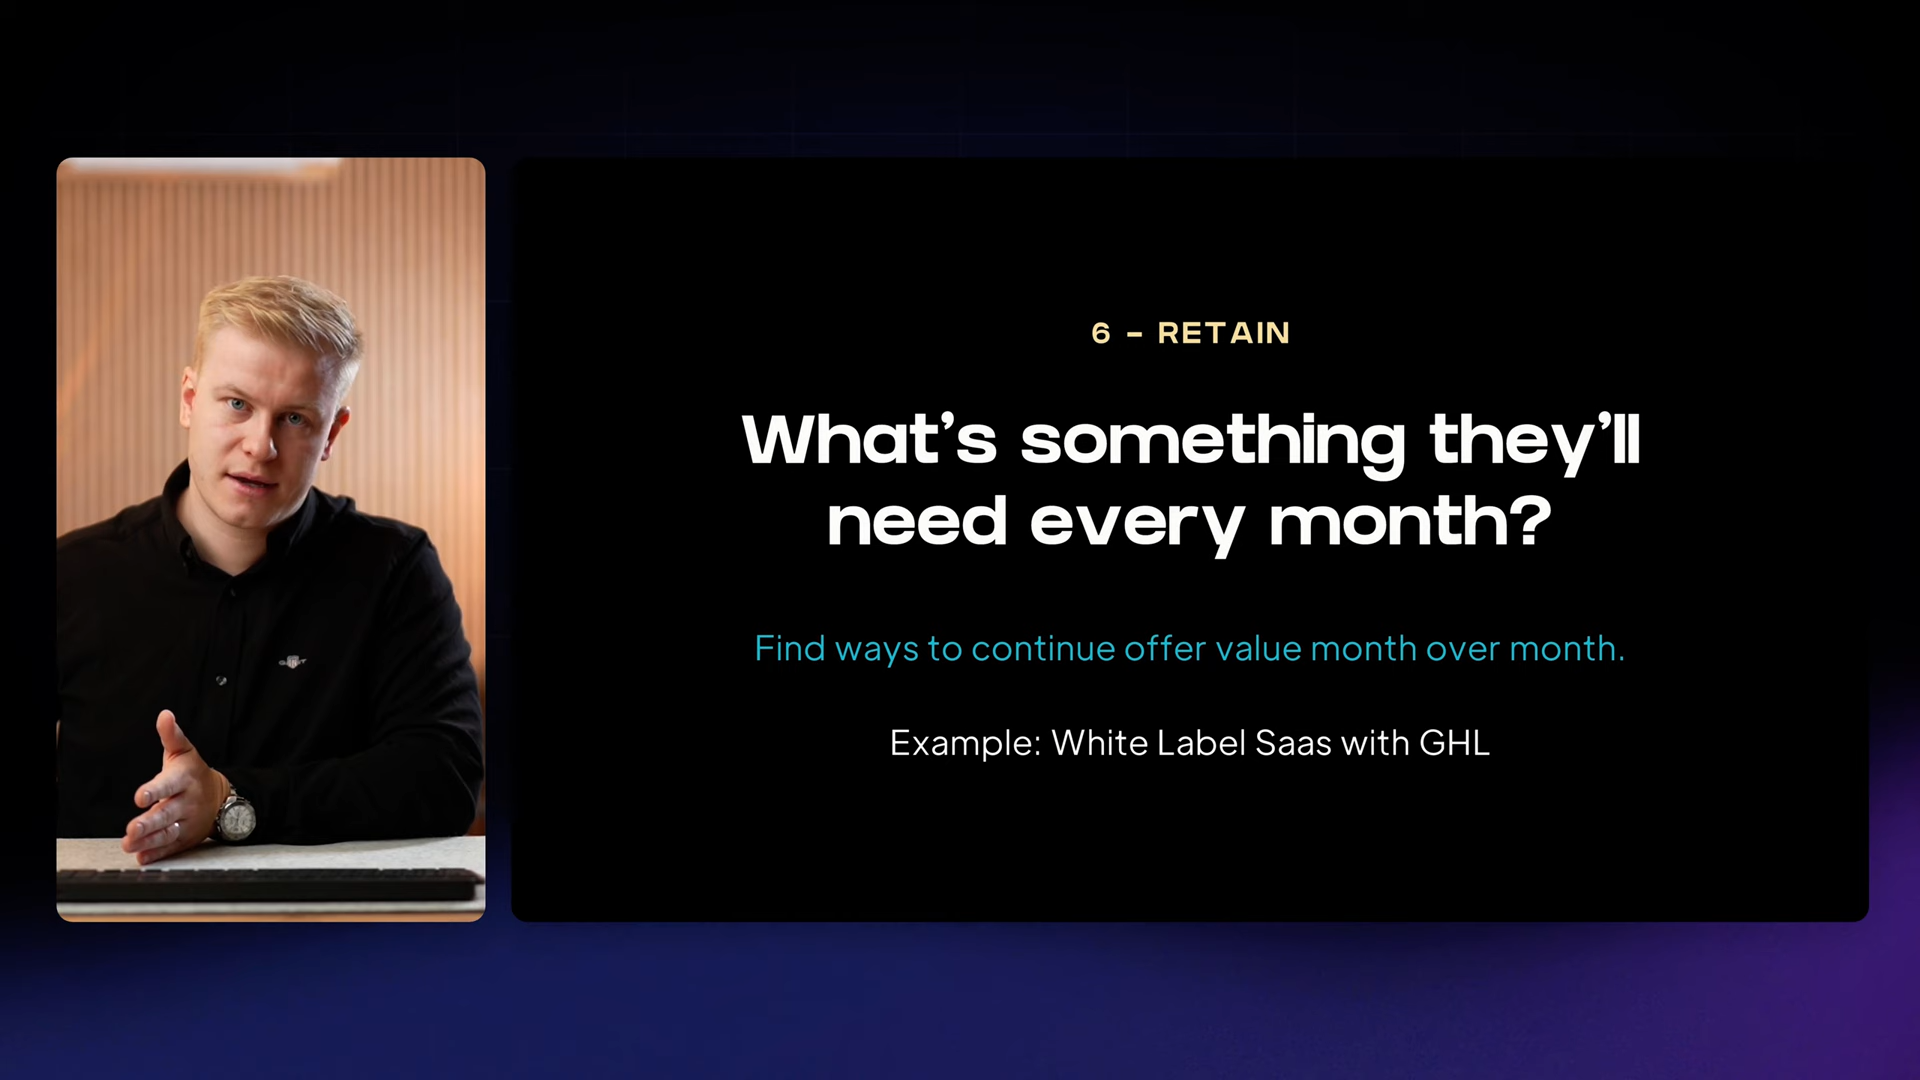 6 - RETAIN
What's something they'll
need every month?
Find ways to continue offer value month over month.
Example: White Label Saas with GHL